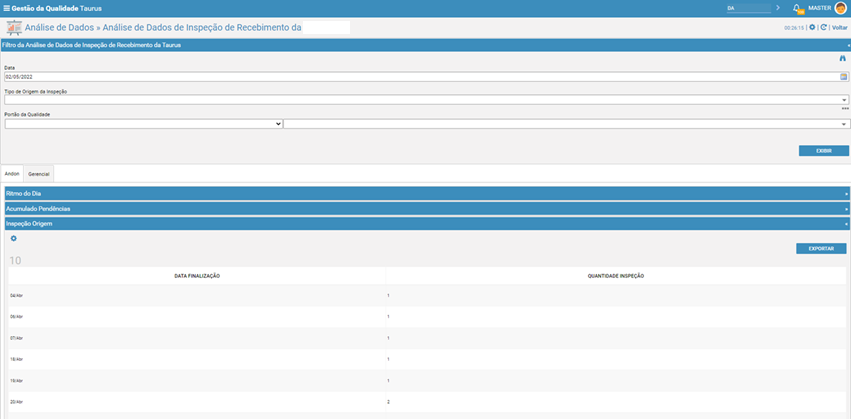 Gestão da Qualidade Taurus
DA
MASTER
Análise de Dados » Análise de Dados de Inspeção de Recebimento da
00:26:15 | | | Voltar
Filtro da Análise de Dados de Inspeção de Recebimento da Taurus
Data
02/05/2022
Tipo de Origem da Inspeção
Portão da Qualidade
EXIBIR
Andon
Gerencial
Ritmo do Dia
Acumulado Pendências
Inspeção Origem
EXPORTAR
10
DATA FINALIZAÇÃO QUANTIDADE INSPEÇÃO
04/Abr 1
06/Abr 1
07/Abr 1
18/Abr 1
19/Abr 1
20/Abr 2